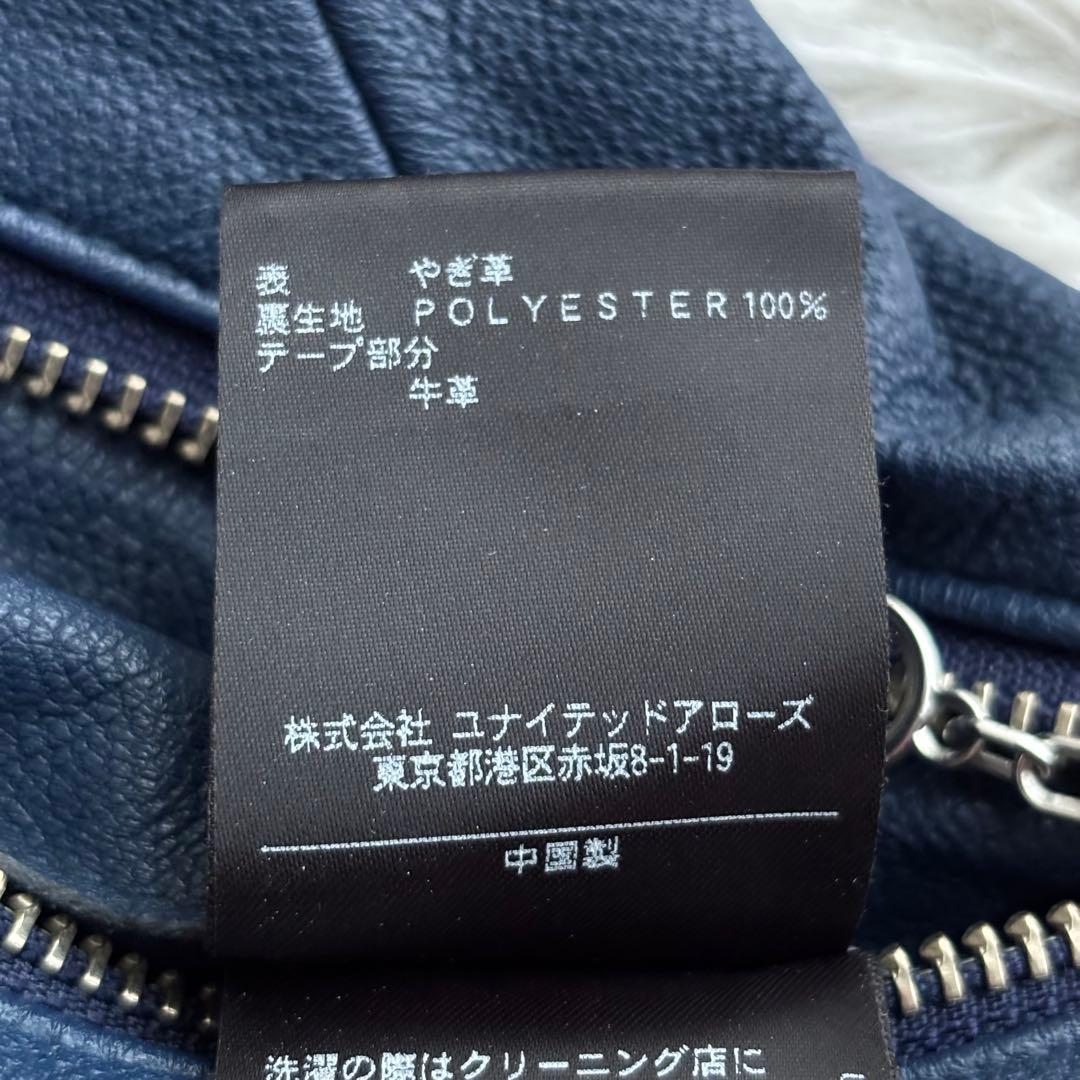 表 やぎ革
裏生地 POLYESTER 100%
テープ部分
牛革
株式会社 ユナイテッドアローズ
東京都港区赤坂8-1-19
中国製
洗濯の際はクリーニング店に